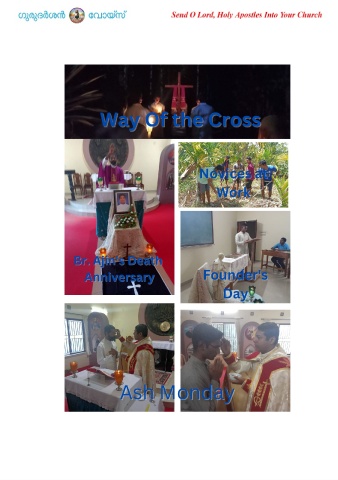 ഗുരുദർശൻ വോയ്സ്
Send O Lord, Holy Apostles Into Your Church
Way Of the Cross
Novices at
Work
Br. Ajin's Death
Anniversary
Founder's
Day
Ash Monday